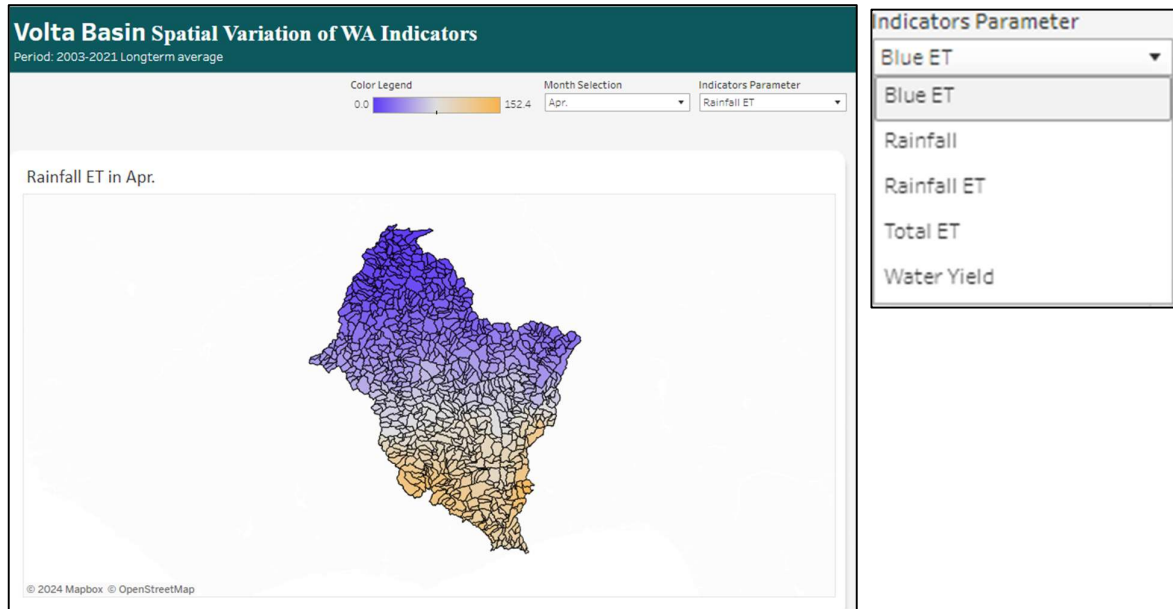 Volta Basin Spatial Variation of WA Indicators
Period: 2003-2021 Longterm average
Color Legend
0.0 152.4
Month Selection
Apr.
Indicators Parameter
Rainfall ET
Rainfall ET in Apr.
© 2024 Mapbox © OpenStreetMap
Indicators Parameter
Blue ET
Blue ET
Rainfall
Rainfall ET
Total ET
Water Yield